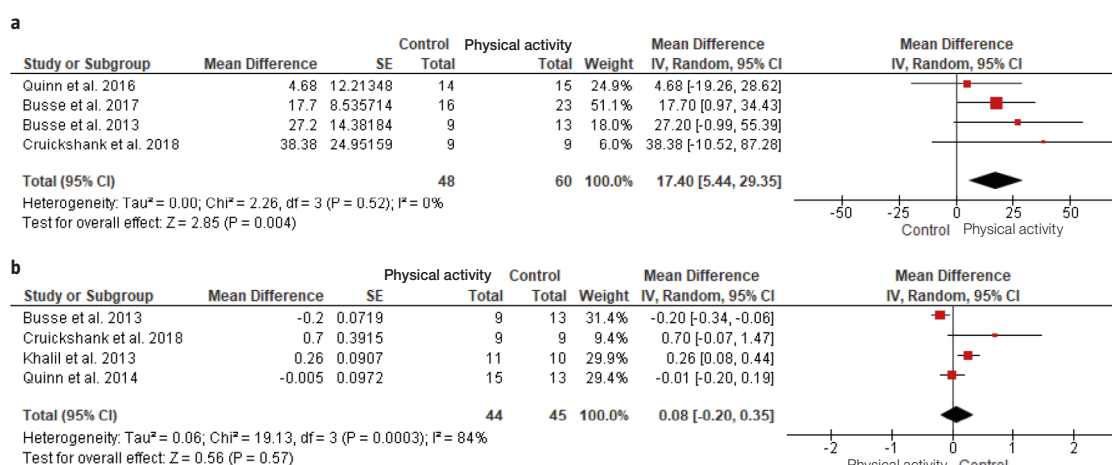 a
Control Physical activity Mean Difference Mean Difference
Study or Subgroup Mean Difference SE Total Total Weight IV, Random, 95% CI IV, Random, 95% CI
Quinn et al. 2016 4.68 12.21348 14 15 24.9% 4.68 [-19.26, 28.62]
Busse et al. 2017 17.7 8.535714 16 23 51.1% 17.70 [0.97, 34.43]
Busse et al. 2013 27.2 14.38184 9 13 18.0% 27.20 [-0.99, 55.39]
Cruickshank et al. 2018 38.38 24.95159 9 9 6.0% 38.38 [-10.52, 87.28]
Total (95% CI) 48 60 100.0% 17.40 [5.44, 29.35]
Heterogeneity: Tau² = 0.00; Chi² = 2.26, df = 3 (P = 0.52); I² = 0%
Test for overall effect: Z = 2.85 (P = 0.004)
-50 -25 0 25 50
Control Physical activity
b
Physical activity Control Mean Difference Mean Difference
Study or Subgroup Mean Difference SE Total Total Weight IV, Random, 95% CI IV, Random, 95% CI
Busse et al. 2013 -0.2 0.0719 9 13 31.4% -0.20 [-0.34, -0.06]
Cruickshank et al. 2018 0.7 0.3915 9 9 9.4% 0.70 [-0.07, 1.47]
Khalil et al. 2013 0.26 0.0907 11 10 29.9% 0.26 [0.08, 0.44]
Quinn et al. 2014 -0.005 0.0972 15 13 29.4% -0.01 [-0.20, 0.19]
Total (95% CI) 44 45 100.0% 0.08 [-0.20, 0.35]
Heterogeneity: Tau² = 0.06; Chi² = 19.13, df = 3 (P = 0.0003); I² = 84%
Test for overall effect: Z = 0.56 (P = 0.57)
-2 -1 0 1 2
Physical activity Control